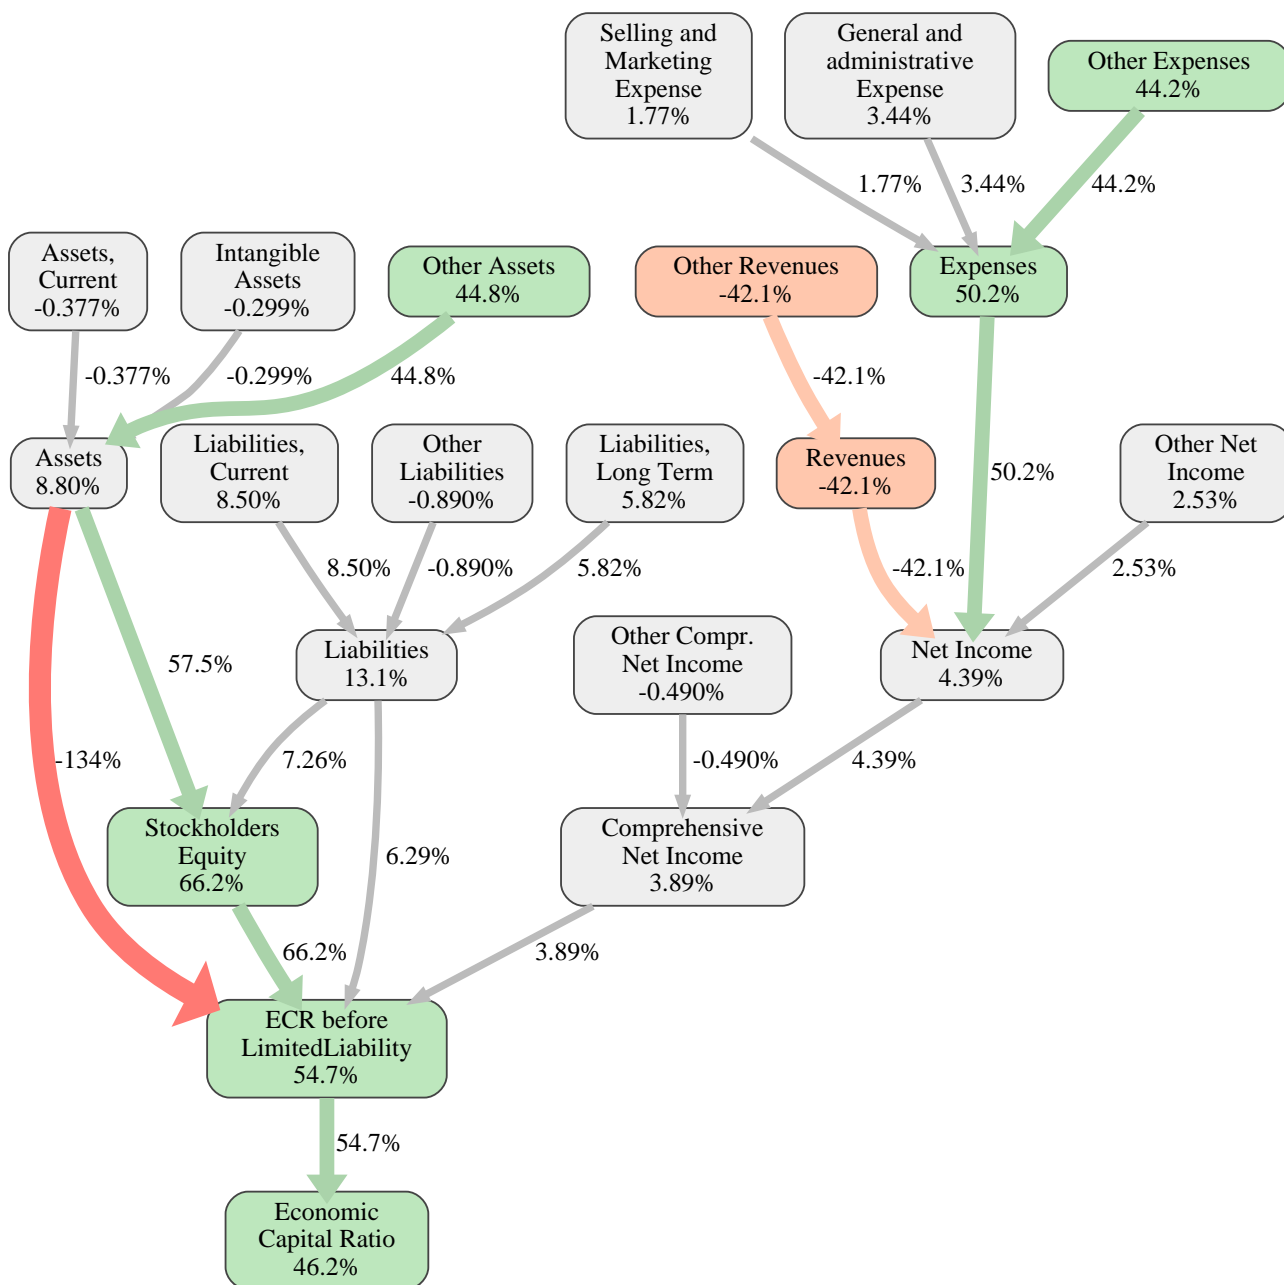 Selling and
Marketing
Expense
1.77%
General and
administrative
Expense
3.44%
Other Expenses
44.2%
1.77%
3.44%
44.2%
Assets,
Current
-0.377%
Intangible
Assets
-0.299%
Other Assets
44.8%
Other Revenues
-42.1%
Expenses
50.2%
-0.377%
-0.299%
44.8%
-42.1%
Assets
8.80%
Liabilities,
Current
8.50%
Other
Liabilities
-0.890%
Liabilities,
Long Term
5.82%
Revenues
-42.1%
50.2%
Other Net
Income
2.53%
8.50%
-0.890%
5.82%
-42.1%
2.53%
57.5%
Liabilities
13.1%
Other Compr.
Net Income
-0.490%
Net Income
4.39%
-134%
7.26%
-0.490%
4.39%
Stockholders
Equity
66.2%
6.29%
Comprehensive
Net Income
3.89%
66.2%
3.89%
ECR before
LimitedLiability
54.7%
54.7%
Economic
Capital Ratio
46.2%